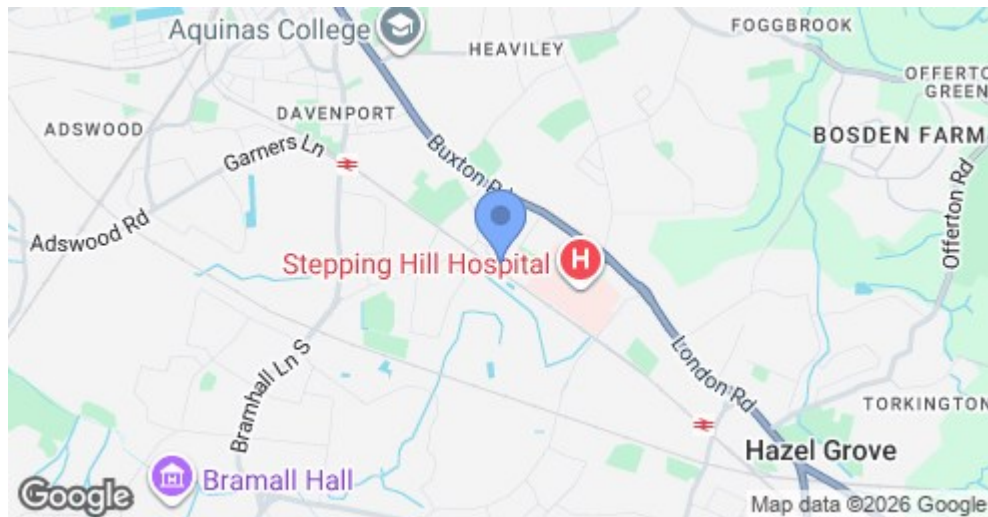 Aquinas College
HEAVILEY
FOGGBROOK
OFFERTO
GREEN
DAVENPORT
ADSWOOD
BOSDEN FARM
Garners Ln
Buxton Rd
Offerton Rd
Adswood Rd
Stepping Hill Hospital
H
Bramhall Ln S
London Rd
TORKINGTON
Hazel Grove
Bramall Hall
Google
Map data ©2026 Google